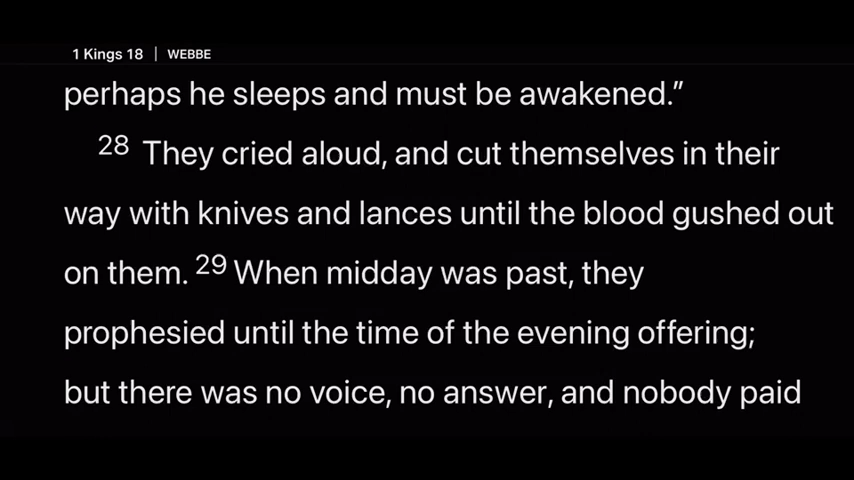 1 Kings 18 | WEBBE
perhaps he sleeps and must be awakened.”
28 They cried aloud, and cut themselves in their
way with knives and lances until the blood gushed out
on them. 29 When midday was past, they
prophesied until the time of the evening offering;
but there was no voice, no answer, and nobody paid